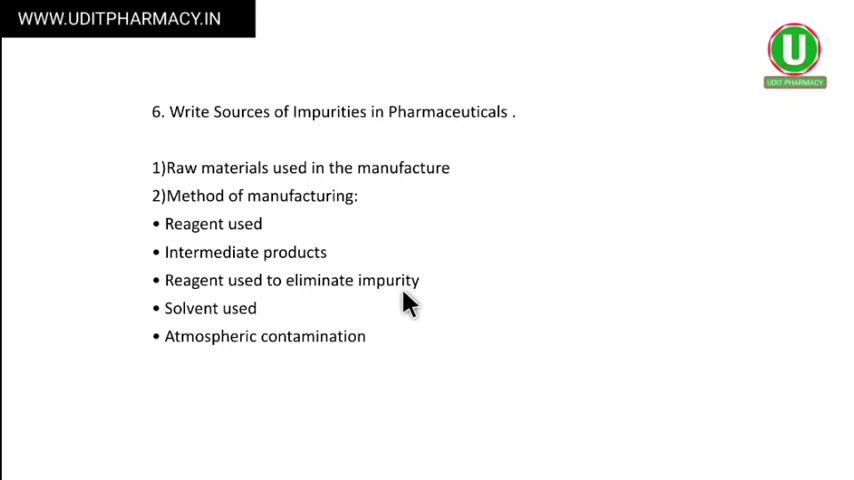 WWW.UDITPHARMACY.IN
U
UDIT PHARMACY
6. Write Sources of Impurities in Pharmaceuticals .
1)Raw materials used in the manufacture
2)Method of manufacturing:
• Reagent used
• Intermediate products
• Reagent used to eliminate impurity
• Solvent used
• Atmospheric contamination